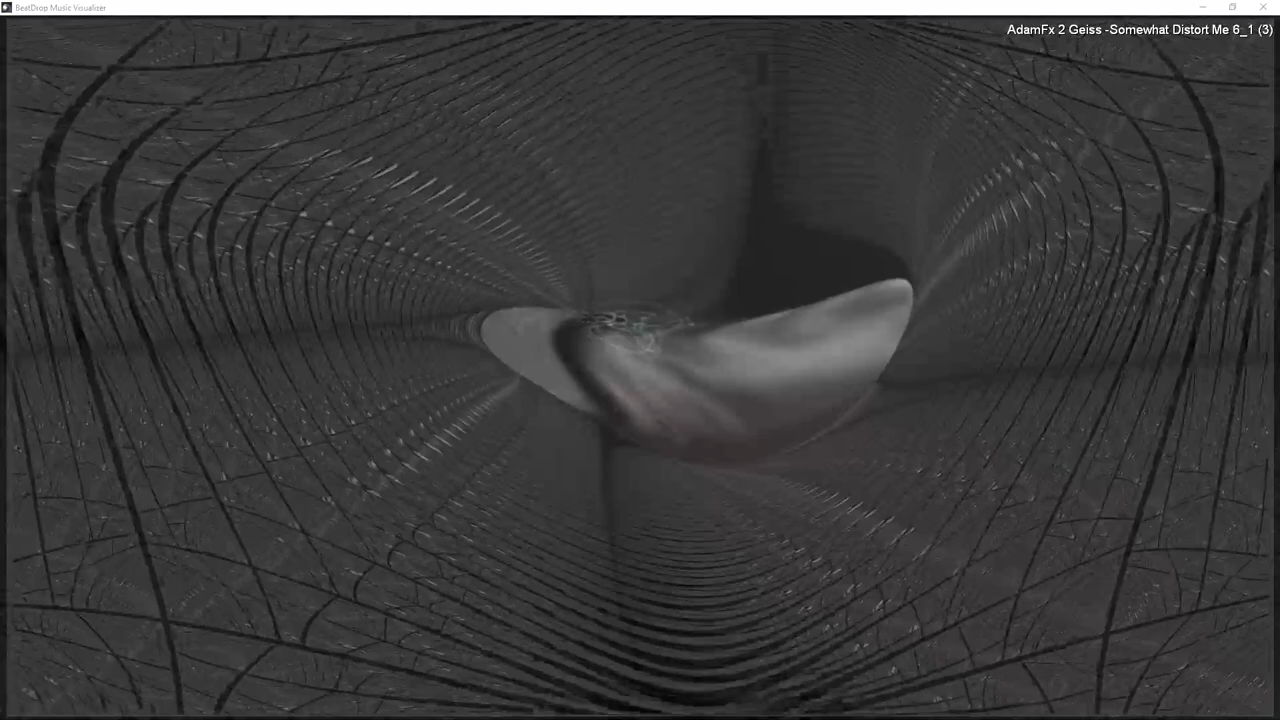 BeatDrop Music Visualizer
AdamFx 2 Geiss -Somewhat Distort Me 6_1 (3)